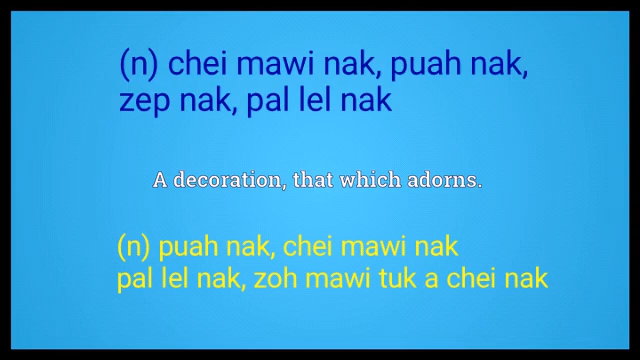 (n) chei mawi nak, puah nak,
zep nak, pal lel nak
A decoration, that which adorns.
(n) puah nak, chei mawi nak
pal lel nak, zoh mawi tuk a chei nak